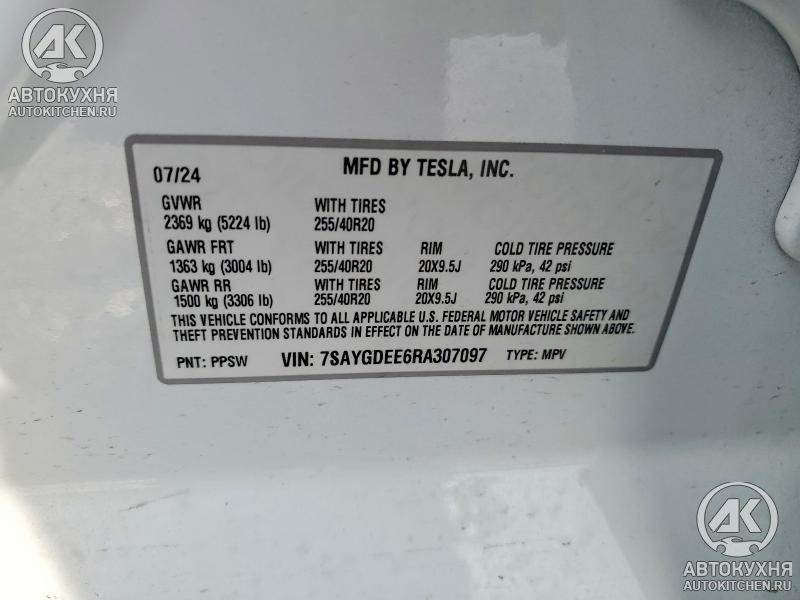 АК
АВТОКУХНЯ
AUTOKITCHEN.RU
07/24 MFD BY TESLA, INC.
GVWR WITH TIRES
2369 kg (5224 lb) 255/40R20
GAWR FRT WITH TIRES RIM COLD TIRE PRESSURE
1363 kg (3004 lb) 255/40R20 20X9.5J 290 kPa, 42 psi
GAWR RR WITH TIRES RIM COLD TIRE PRESSURE
1500 kg (3306 lb) 255/40R20 20X9.5J 290 kPa, 42 psi
THIS VEHICLE CONFORMS TO ALL APPLICABLE U.S. FEDERAL MOTOR VEHICLE SAFETY AND
THEFT PREVENTION STANDARDS IN EFFECT ON THE DATE OF MANUFACTURE SHOWN ABOVE.
PNT: PPSW VIN: 7SAYGDEE6RA307097 TYPE: MPV
АК
АВТОКУХНЯ
AUTOKITCHEN.RU